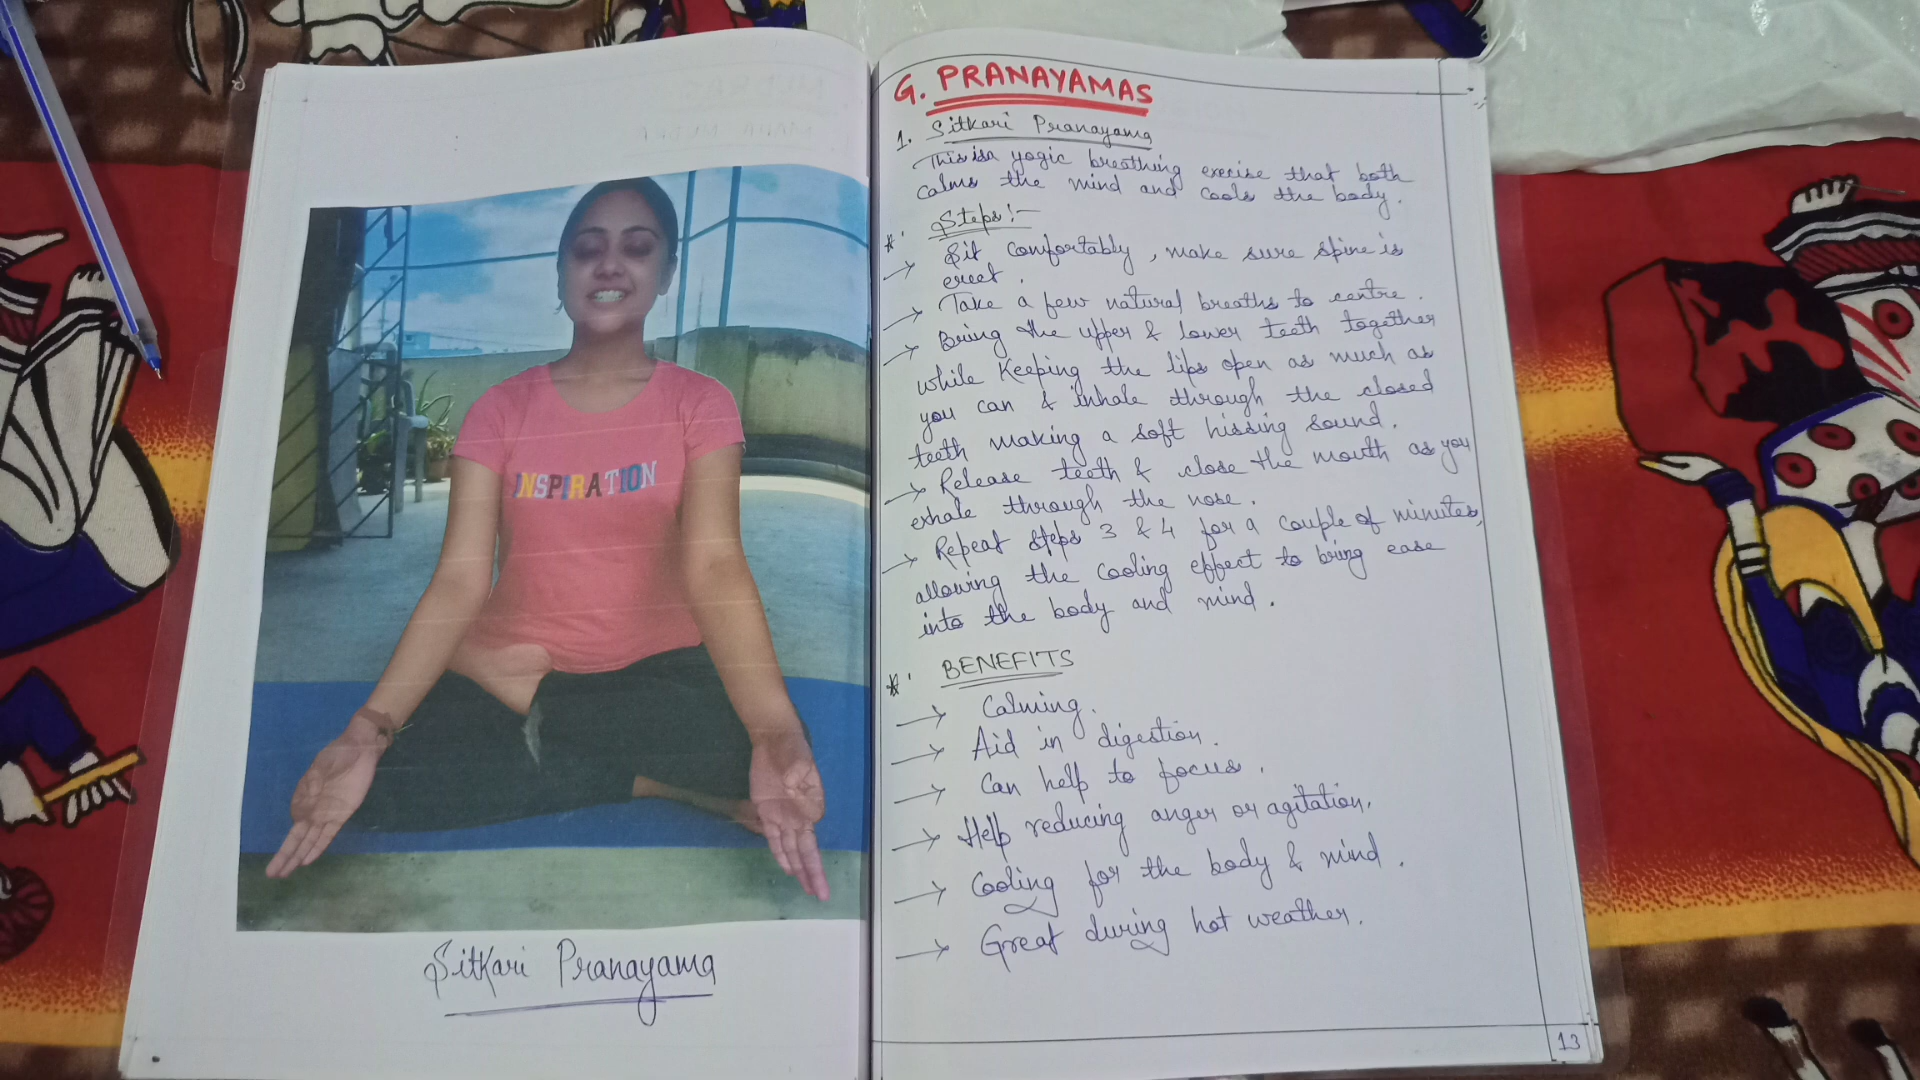 INSPIRATION
Sitkari Pranayama
G. PRANAYAMAS
1. Sitkari Pranayama
This is a yogic breathing exercise that both
calms the mind and cools the body.
*. Steps:-
→ Sit comfortably, make sure spine is
erect.
→ Take a few natural breaths to centre.
→ Bring the upper & lower teeth together
while Keeping the lips open as much as
you can & inhale through the closed
teeth making a soft hissing sound.
→ Release teeth & close the mouth as you
exhale through the nose.
→ Repeat steps 3 & 4 for a couple of minutes,
allowing the cooling effect to bring ease
into the body and mind.
*. BENEFITS
→ Calming.
→ Aid in digestion.
→ Can help to focus.
→ Help reducing anger or agitation.
→ Cooling for the body & mind.
→ Great during hot weather.
13